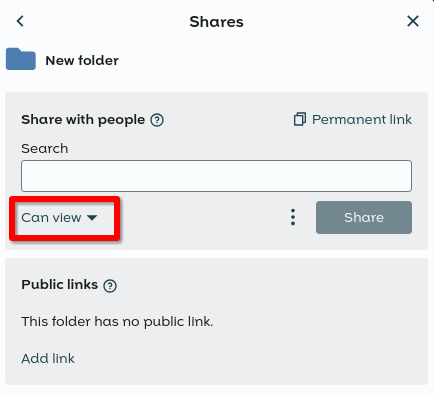 Shares
New folder
Share with people
Permanent link
Search
Can view
Share
Public links
This folder has no public link.
Add link